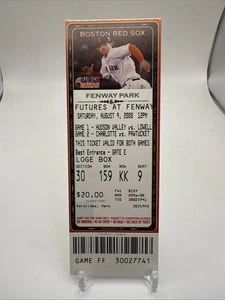 BOSTON RED SOX
FENWAY PARK
FUTURES AT FENWAY
SATURDAY, AUGUST 9, 2008 12PM
GAME 1 - HUDSON VALLEY vs. LOWELL
GAME 2 - CHARLOTTE vs. PAWTUCKET
THIS TICKET VALID FOR BOTH GAMES
Best Entrance - GATE E
LOGE BOX
SECTION BOX ROW SEAT
30 159 KK 9
$20.00
30027741
GAME FF 30027741